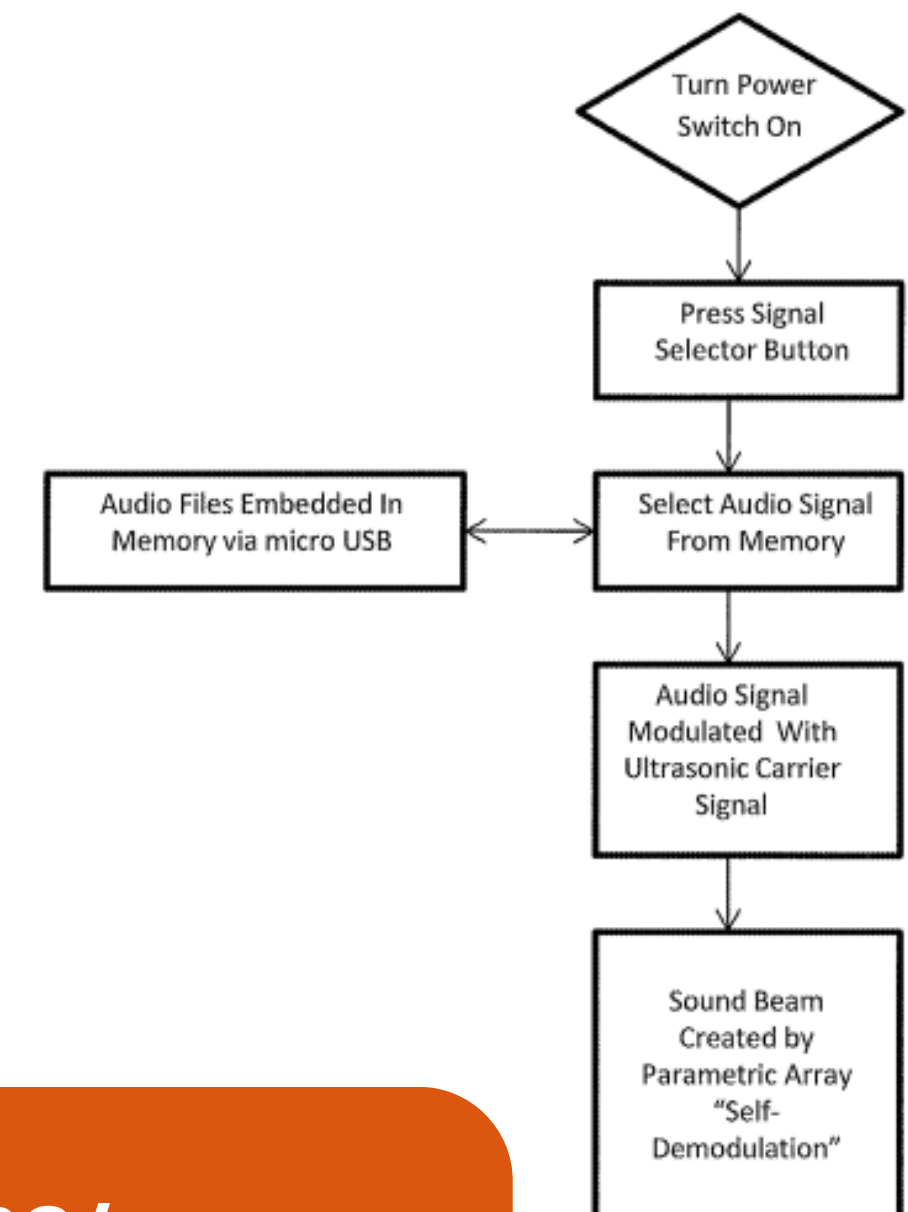 Turn Power
Switch On
Press Signal
Selector Button
Audio Files Embedded In
Memory via micro USB
Select Audio Signal
From Memory
Audio Signal
Modulated With
Ultrasonic Carrier
Signal
Sound Beam
Created by
Parametric Array
“Self-
Demodulation”